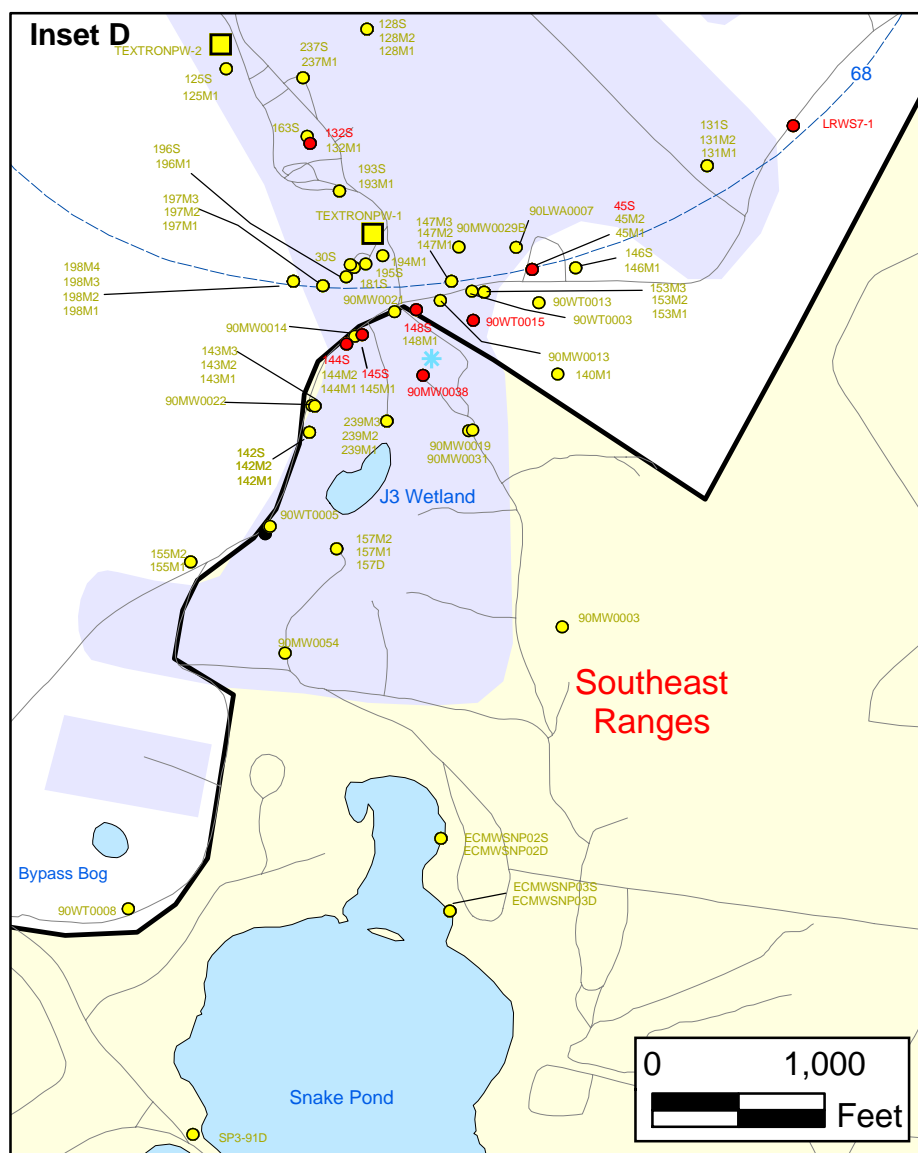 Inset D
TEXTRONPW-2
125S
125M1
128S
128M2
128M1
237S
237M1
68
LRWS7-1
163S
132S
132M1
131S
131M2
131M1
196S
196M1
193S
193M1
197M3
197M2
197M1
TEXTRONPW-1
147M3
147M2
147M1
90MW0029B
90LWA0007
45S
45M2
45M1
146S
146M1
30S
194M1
195S
181S
198M4
198M3
198M2
198M1
90MW0021
153M3
153M2
153M1
90WT0013
90WT0003
90WT0015
90MW0014
148S
148M1
90MW0013
143M3
143M2
143M1
144S
144M2
144M1
145S
145M1
140M1
90MW0038
90MW0022
239M3
239M2
239M1
90MW0019
90MW0031
142S
142M2
142M1
J3 Wetland
90WT0005
155M2
155M1
157M2
157M1
157D
90MW0003
90MW0054
Southeast
Ranges
ECMWSNP02S
ECMWSNP02D
Bypass Bog
ECMWSNP03S
ECMWSNP03D
90WT0008
0
1,000
Feet
Snake Pond
SP3-91D